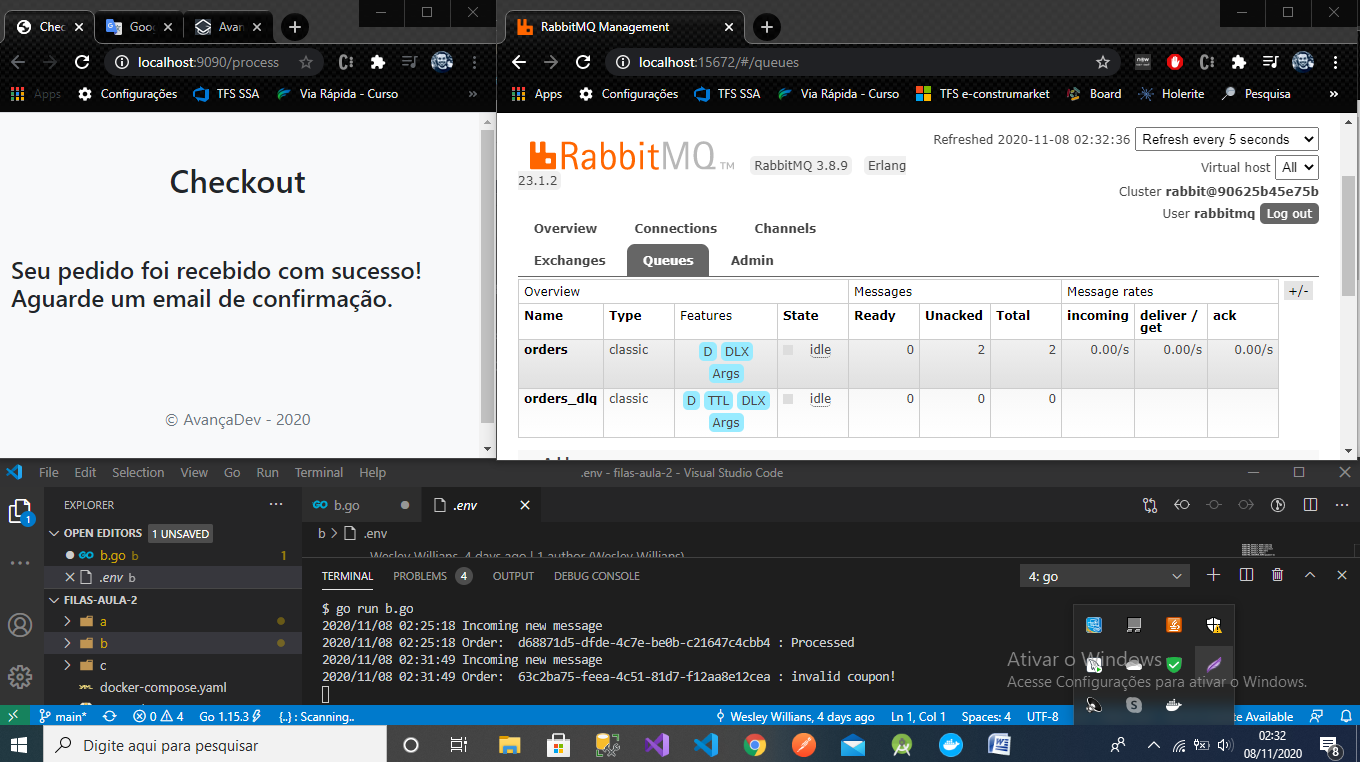 Chec
Goo
Avan
localhost:9090/process
Apps
Configurações
TFS SSA
Via Rápida - Curso
»
Checkout
Seu pedido foi recebido com sucesso!
Aguarde um email de confirmação.
© AvançaDev - 2020
RabbitMQ Management
localhost:15672/#/queues
new
Apps
Configurações
TFS SSA
Via Rápida - Curso
TFS e-construmarket
Board
Holerite
Pesquisa
»
RabbitMQ TM
RabbitMQ 3.8.9
Erlang
23.1.2
Refreshed 2020-11-08 02:32:36
Refresh every 5 seconds
Virtual host All
Cluster rabbit@90625b45e75b
User rabbitmq Log out
Overview
Connections
Channels
Exchanges
Queues
Admin
Overview
Messages
Message rates
+/-
Name Type Features State Ready Unacked Total incoming deliver / get ack
orders classic D DLX Args idle 0 2 2 0.00/s 0.00/s 0.00/s
orders_dlq classic D TTL DLX Args idle 0 0 0
File Edit Selection View Go Run Terminal Help
.env - filas-aula-2 - Visual Studio Code
EXPLORER
OPEN EDITORS 1 UNSAVED
b.go b 1
.env b
FILAS-AULA-2
a
b
c
docker-compose.yaml
1
b.go
.env
b > .env
Wesley Willians, 4 days ago | 1 author (Wesley Willians)
TERMINAL PROBLEMS 4 OUTPUT DEBUG CONSOLE
4: go
$ go run b.go
2020/11/08 02:25:18 Incoming new message
2020/11/08 02:25:18 Order:  d68871d5-dfde-4c7e-be0b-c21647c4cbb4 : Processed
2020/11/08 02:31:49 Incoming new message
2020/11/08 02:31:49 Order:  63c2ba75-feea-4c51-81d7-f12aa8e12cea : invalid coupon!
Ativar o Windows
Acesse Configurações para ativar o Windows.
main*
0
4
Go 1.15.3
{..} : Scanning..
Wesley Willians, 4 days ago
Ln 1, Col 1
Spaces: 4
UTF-8
te Available
Digite aqui para pesquisar
02:32
08/11/2020
8